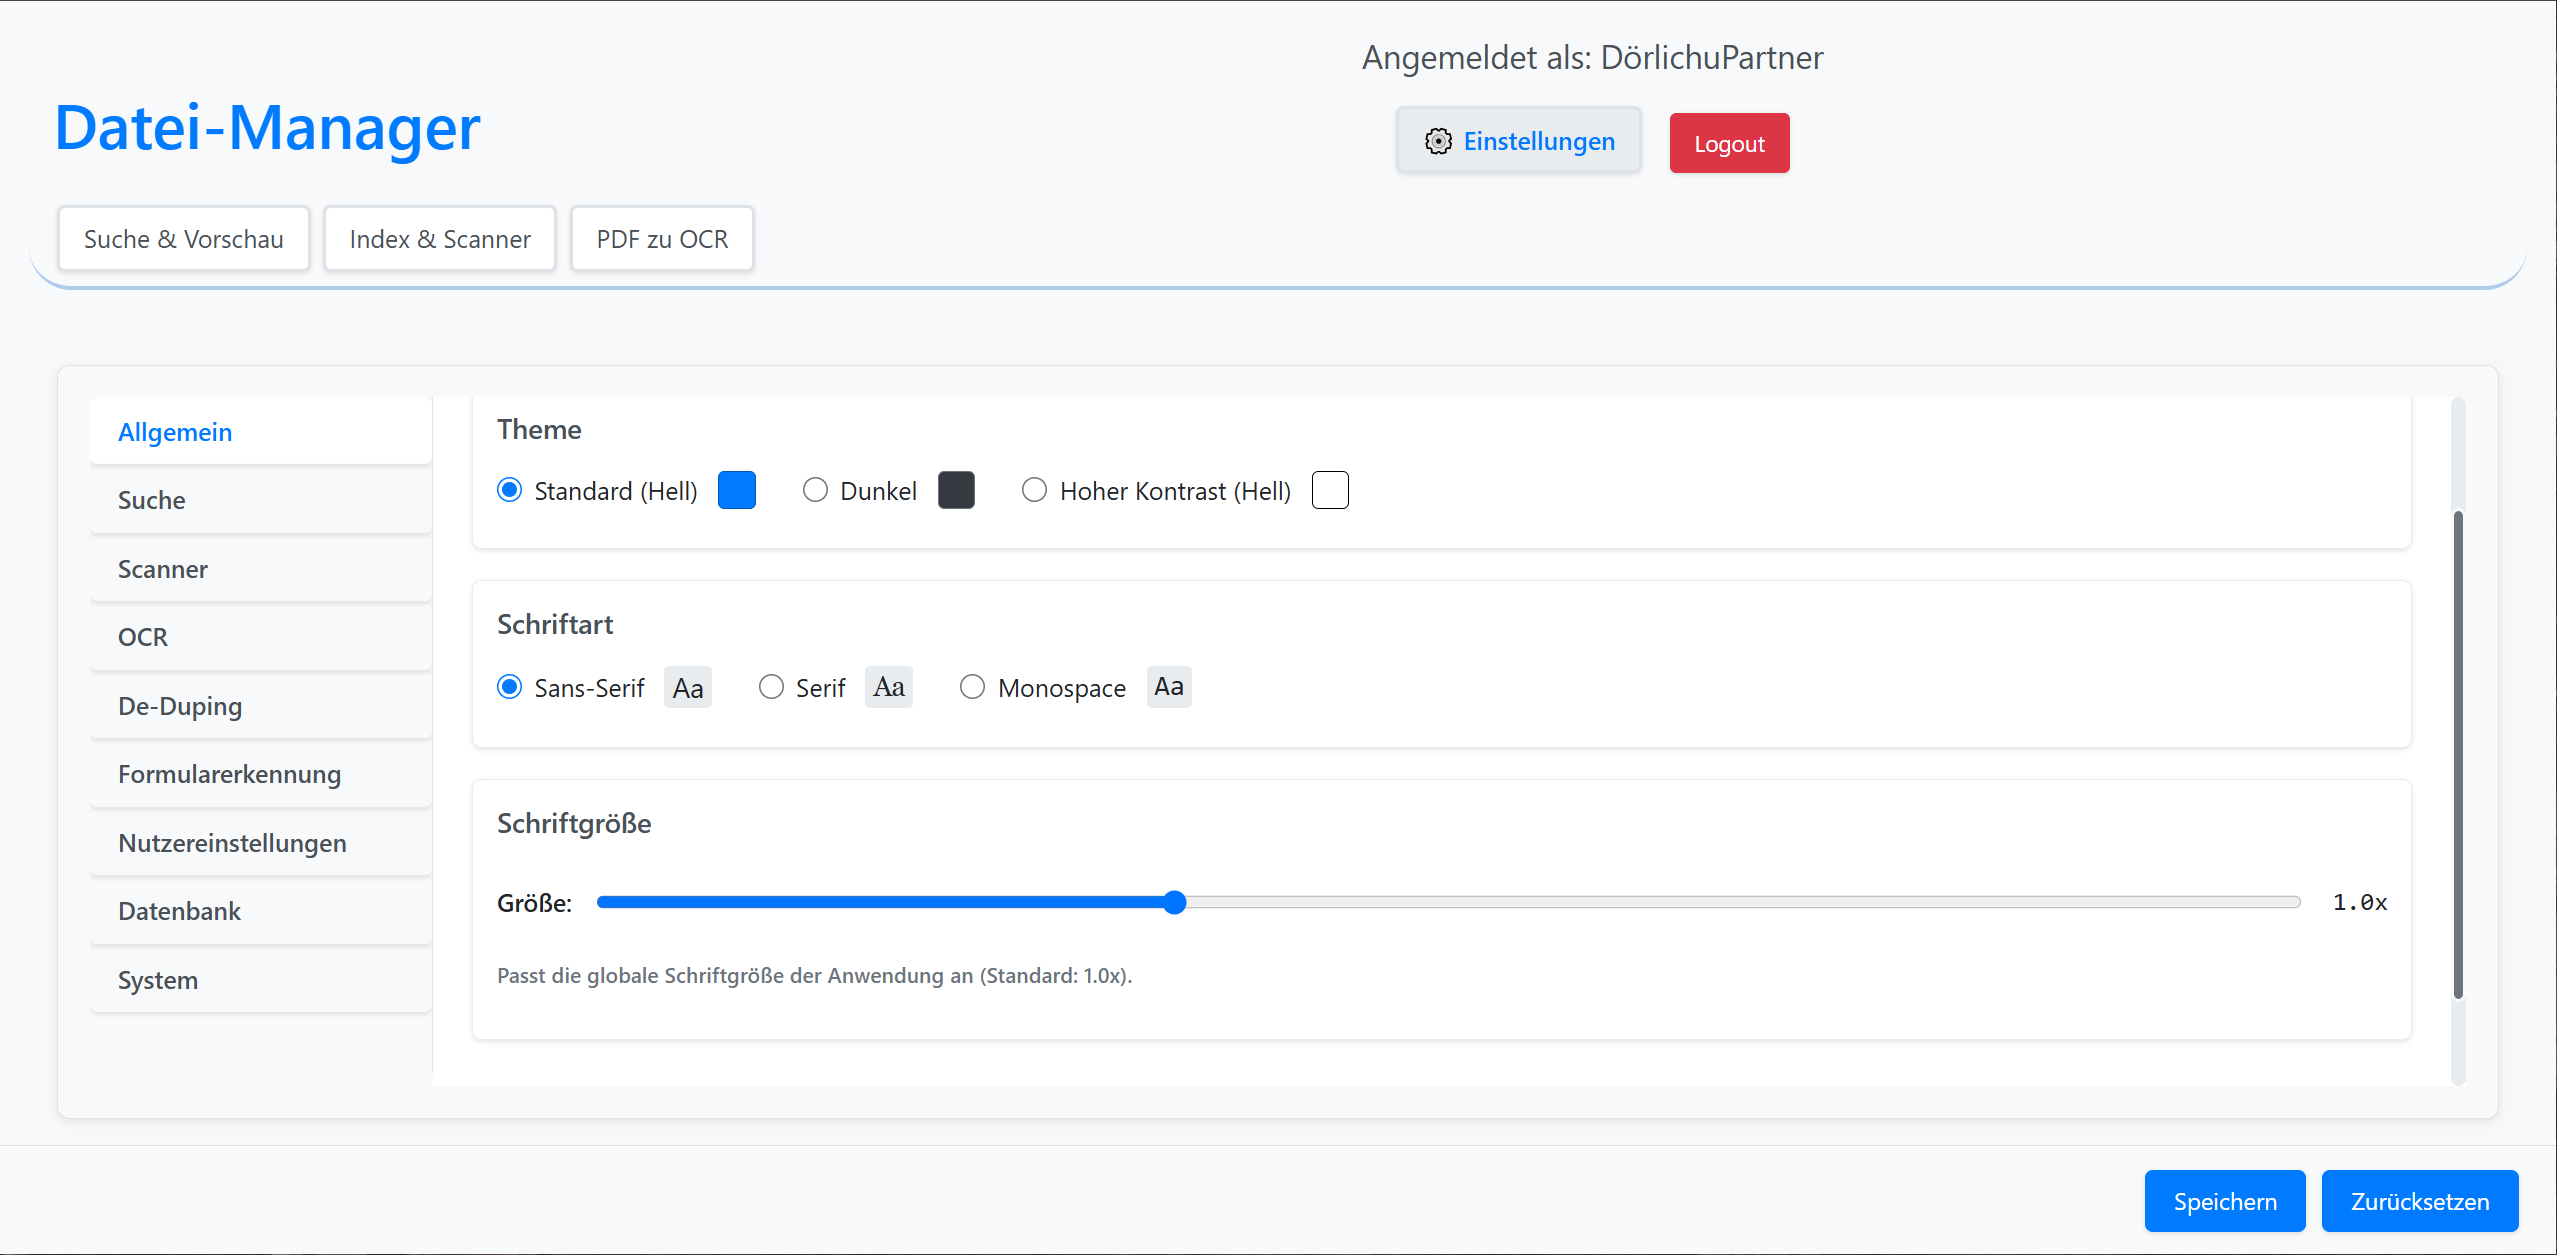 Angemeldet als: DörlichuPartner
Datei-Manager
Einstellungen
Logout
Suche & Vorschau
Index & Scanner
PDF zu OCR
Allgemein
Suche
Scanner
OCR
De-Duping
Formularerkennung
Nutzereinstellungen
Datenbank
System
Theme
Standard (Hell)
Dunkel
Hoher Kontrast (Hell)
Schriftart
Sans-Serif Aa
Serif Aa
Monospace Aa
Schriftgröße
Größe:
1.0x
Passt die globale Schriftgröße der Anwendung an (Standard: 1.0x).
Speichern
Zurücksetzen